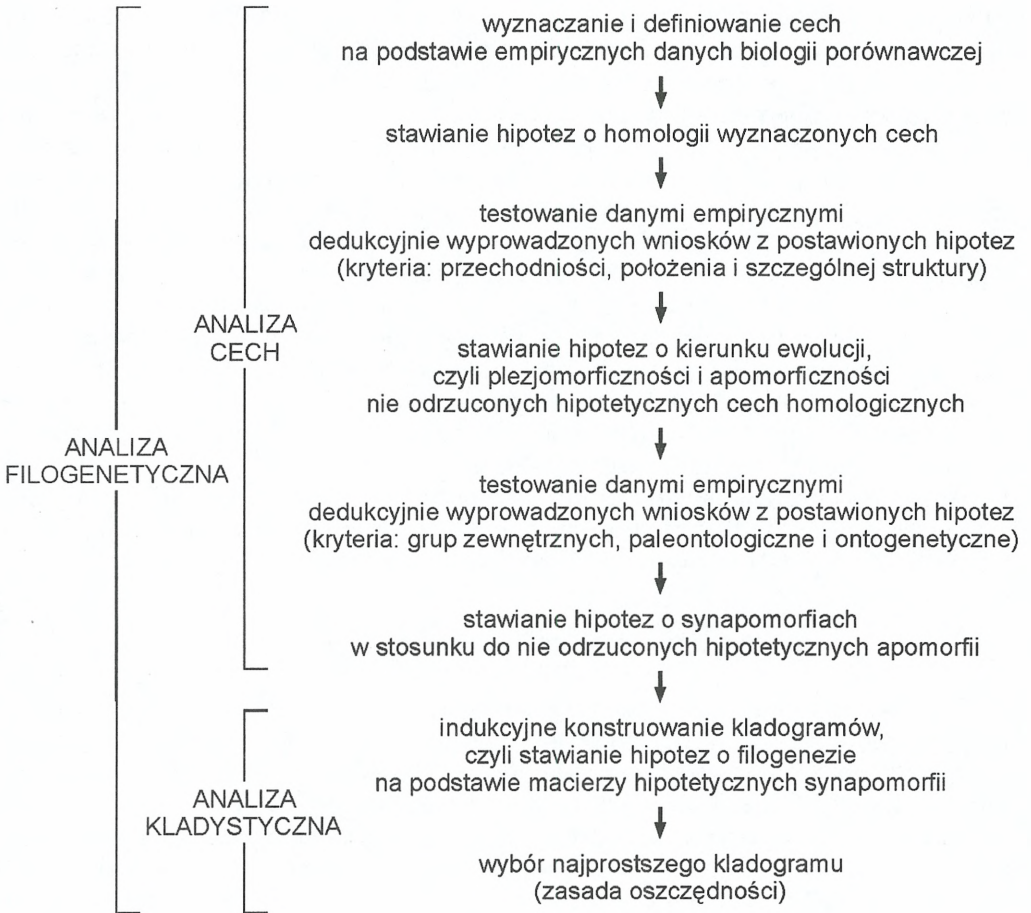 wyznaczanie i definiowanie cech
na podstawie empirycznych danych biologii porównawczej
stawianie hipotez o homologii wyznaczonych cech
testowanie danymi empirycznymi
dedukcyjnie wyprowadzonych wniosków z postawionych hipotez
(kryteria: przechodniości, położenia i szczególnej struktury)
ANALIZA
CECH
stawianie hipotez o kierunku ewolucji,
czyli plezjomorficzności i apomorficzności
nie odrzuconych hipotetycznych cech homologicznych
ANALIZA
FILOGENETYCZNA
testowanie danymi empirycznymi
dedukcyjnie wyprowadzonych wniosków z postawionych hipotez
(kryteria: grup zewnętrznych, paleontologiczne i ontogenetyczne)
stawianie hipotez o synapomorfiach
w stosunku do nie odrzuconych hipotetycznych apomorfii
indukcyjne konstruowanie kladogramów,
czyli stawianie hipotez o filogenezie
na podstawie macierzy hipotetycznych synapomorfii
ANALIZA
KLADYSTYCZNA
wybór najprostszego kladogramu
(zasada oszczędności)